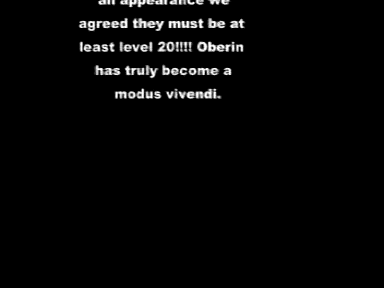 an appearance we
agreed they must be at
least level 20!!!! Oberin
has truly become a
modus vivendi.